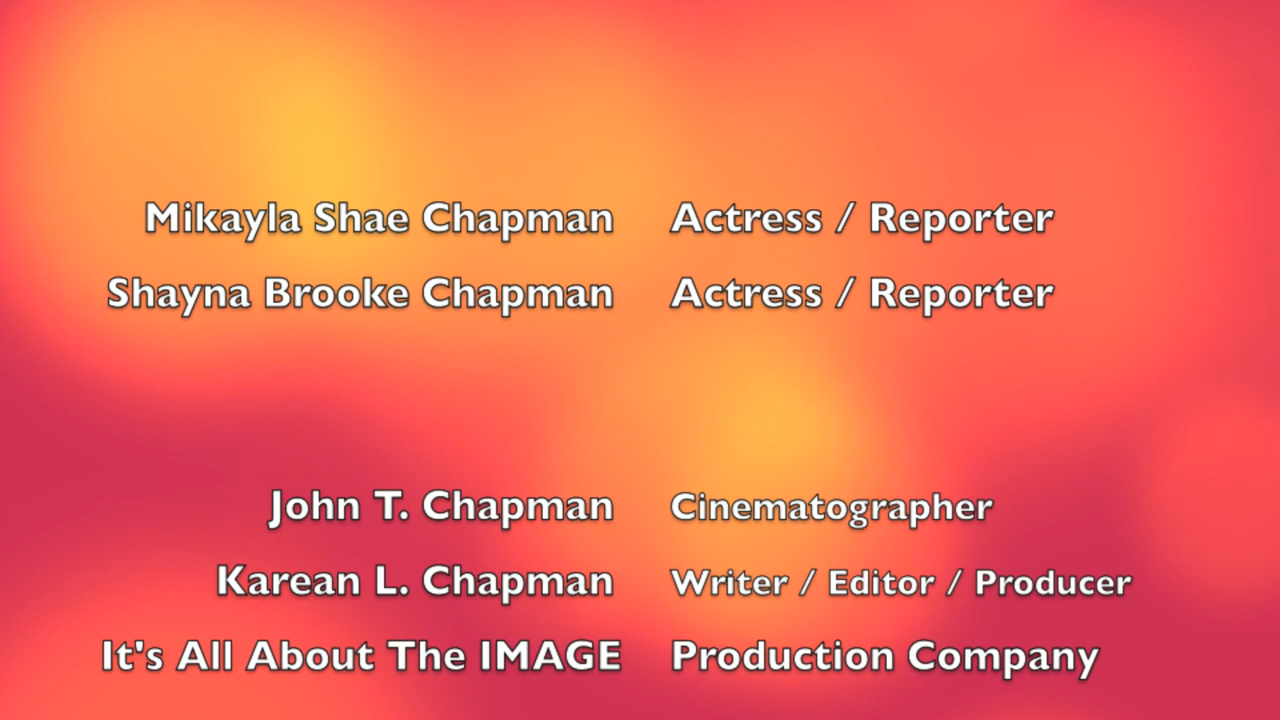 Mikayla Shae Chapman Actress / Reporter
Shayna Brooke Chapman Actress / Reporter
John T. Chapman Cinematographer
Karean L. Chapman Writer / Editor / Producer
It's All About The IMAGE Production Company